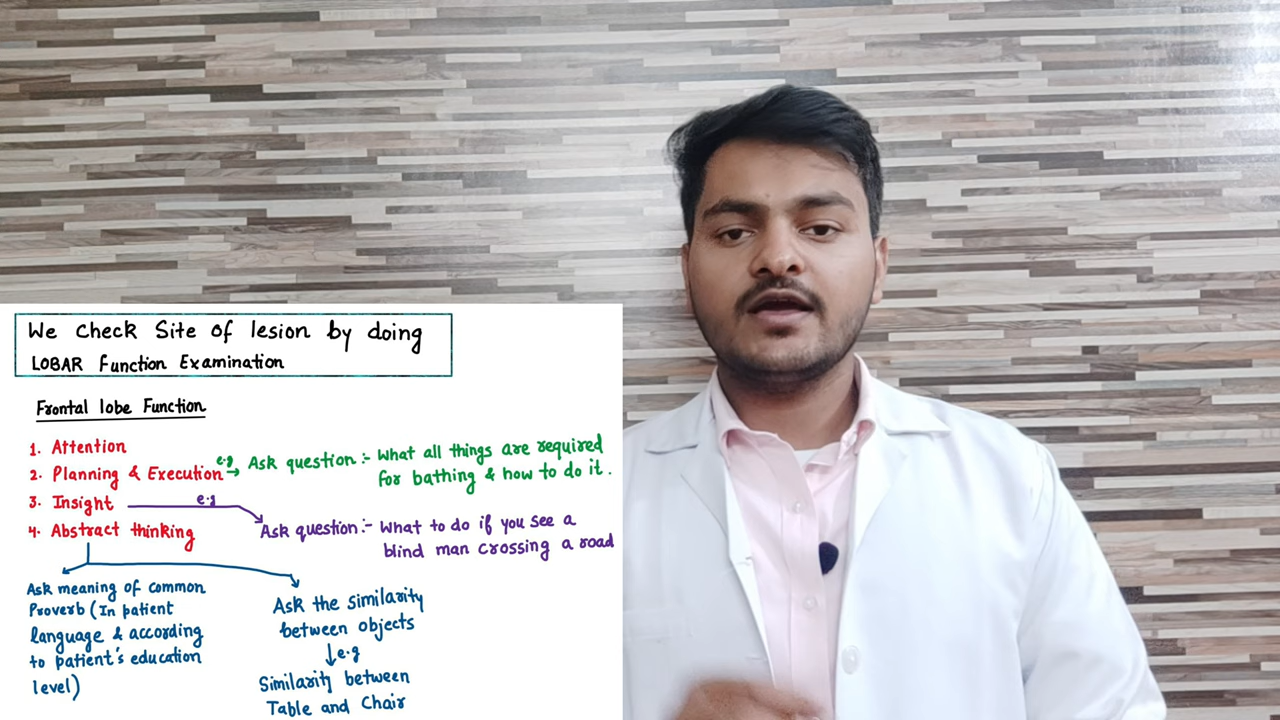 We check Site of lesion by doing
LOBAR Function Examination
Frontal lobe Function
1. Attention
2. Planning & Execution
e.g
Ask question :- What all things are required
for bathing & how to do it.
3. Insight
e.g
Ask question:- What to do if you see a
blind man crossing a road
4. Abstract thinking
Ask meaning of common
Proverb (In patient
language & according
to patient's education
level)
Ask the similarity
between objects
e.g
Similarity between
Table and Chair